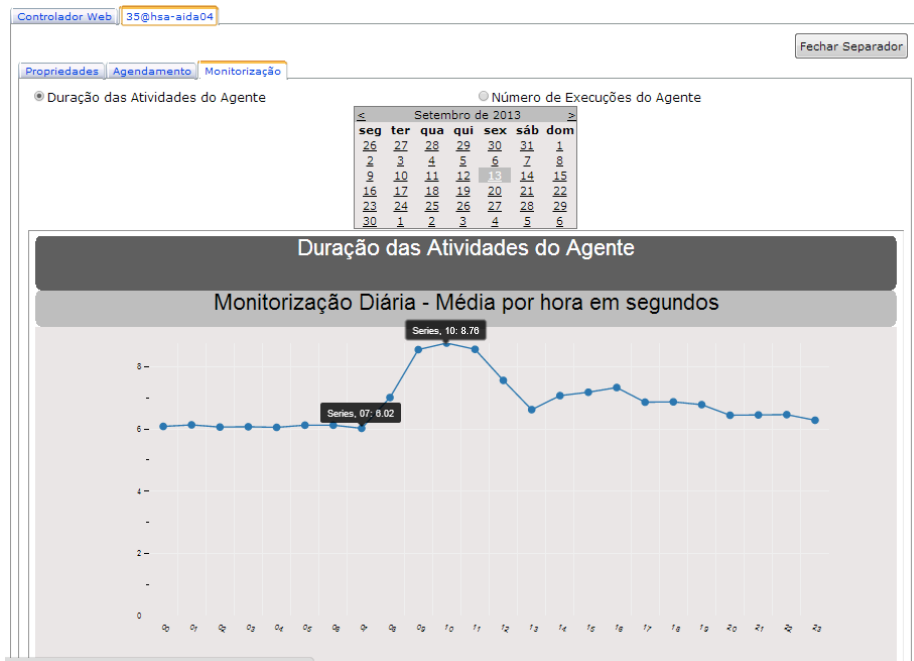 Controlador Web 35@hsa-aida04
Fechar Separador
Propriedades Agendamento Monitorização
Duração das Atividades do Agente Número de Execuções do Agente
< Setembro de 2013 >
seg ter qua qui sex sáb dom
26 27 28 29 30 31 1
2 3 4 5 6 7 8
9 10 11 12 13 14 15
16 17 18 19 20 21 22
23 24 25 26 27 28 29
30 1 2 3 4 5 6
Duração das Atividades do Agente
Monitorização Diária - Média por hora em segundos
Series, 10: 8.76
8
Series, 07: 6.02
6
4
2
0
00 01 02 03 04 05 06 07 08 09 10 11 12 13 14 15 16 17 18 19 20 21 22 23